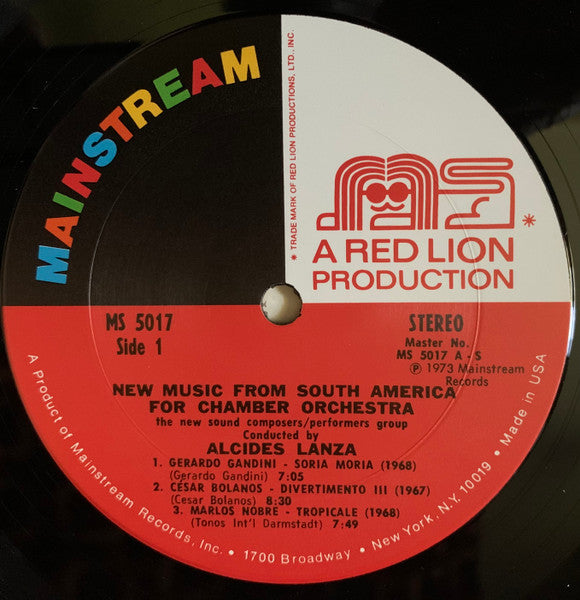 MAINSTREAM
* TRADE MARK OF RED LION PRODUCTIONS, LTD., INC.
*
A RED LION
PRODUCTION
MS 5017
Side 1
STEREO
Master No.
MS 5017 A - S
℗ 1973 Mainstream
Records
NEW MUSIC FROM SOUTH AMERICA
FOR CHAMBER ORCHESTRA
the new sound composers/performers group
Conducted by
ALCIDES LANZA
1. GERARDO GANDINI - SORIA MORIA (1968)
(Gerardo Gandini) 7:05
2. CÉSAR BOLANOS - DIVERTIMENTO III (1967)
(Cesar Bolanos) 8:30
3. MARLOS NOBRE - TROPICALE (1968)
(Tonos Int'l Darmstadt) 7:49
A Product of Mainstream Records, Inc. • 1700 Broadway • New York, N.Y. 10019 • Made in USA